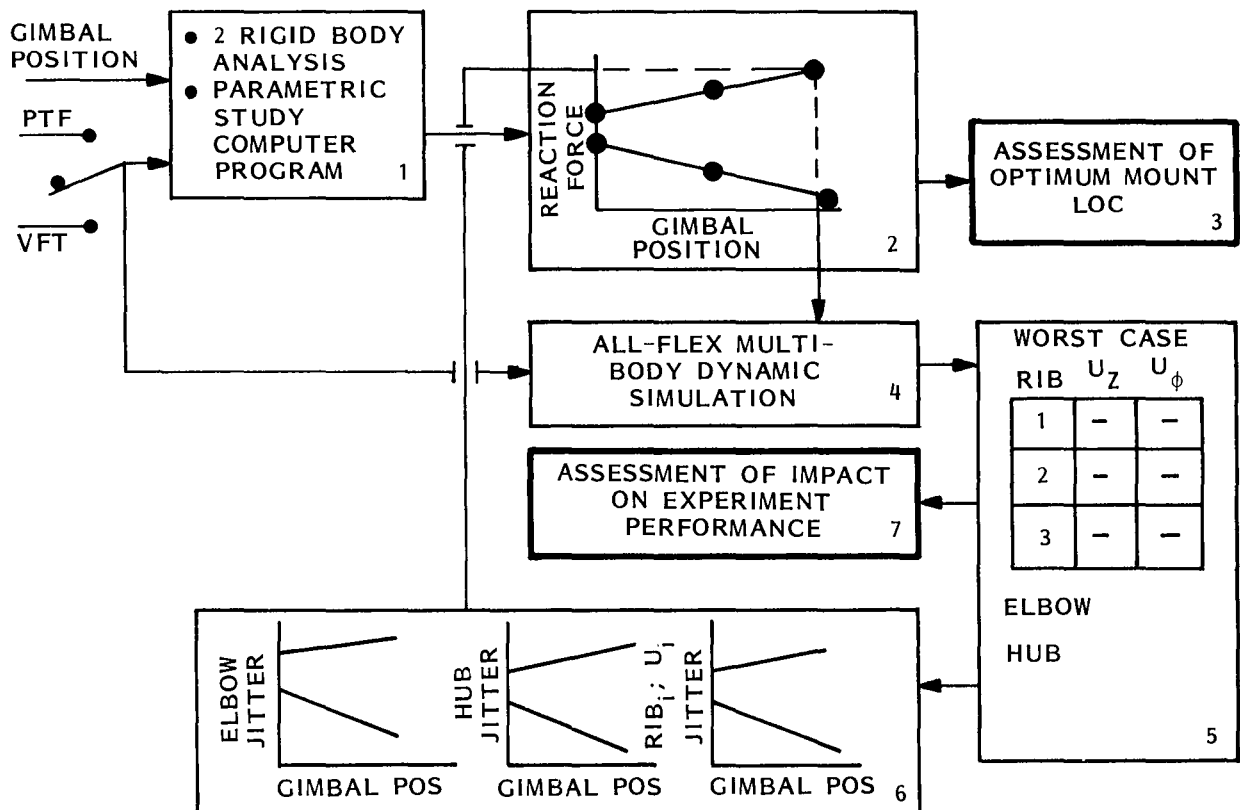 GIMBAL
POSITION
PTF
VFT
● 2 RIGID BODY
ANALYSIS
● PARAMETRIC
STUDY
COMPUTER
PROGRAM
1
REACTION
FORCE
GIMBAL
POSITION
2
ASSESSMENT OF
OPTIMUM MOUNT
LOC
3
ALL-FLEX MULTI-
BODY DYNAMIC
SIMULATION
4
WORST CASE
RIB U_Z U_ϕ
1 — —
2 — —
3 — —
ELBOW
HUB
5
ASSESSMENT OF IMPACT
ON EXPERIMENT
PERFORMANCE
7
ELBOW
JITTER
GIMBAL POS
HUB
JITTER
GIMBAL POS
RIB_i; U_i
JITTER
GIMBAL POS
6